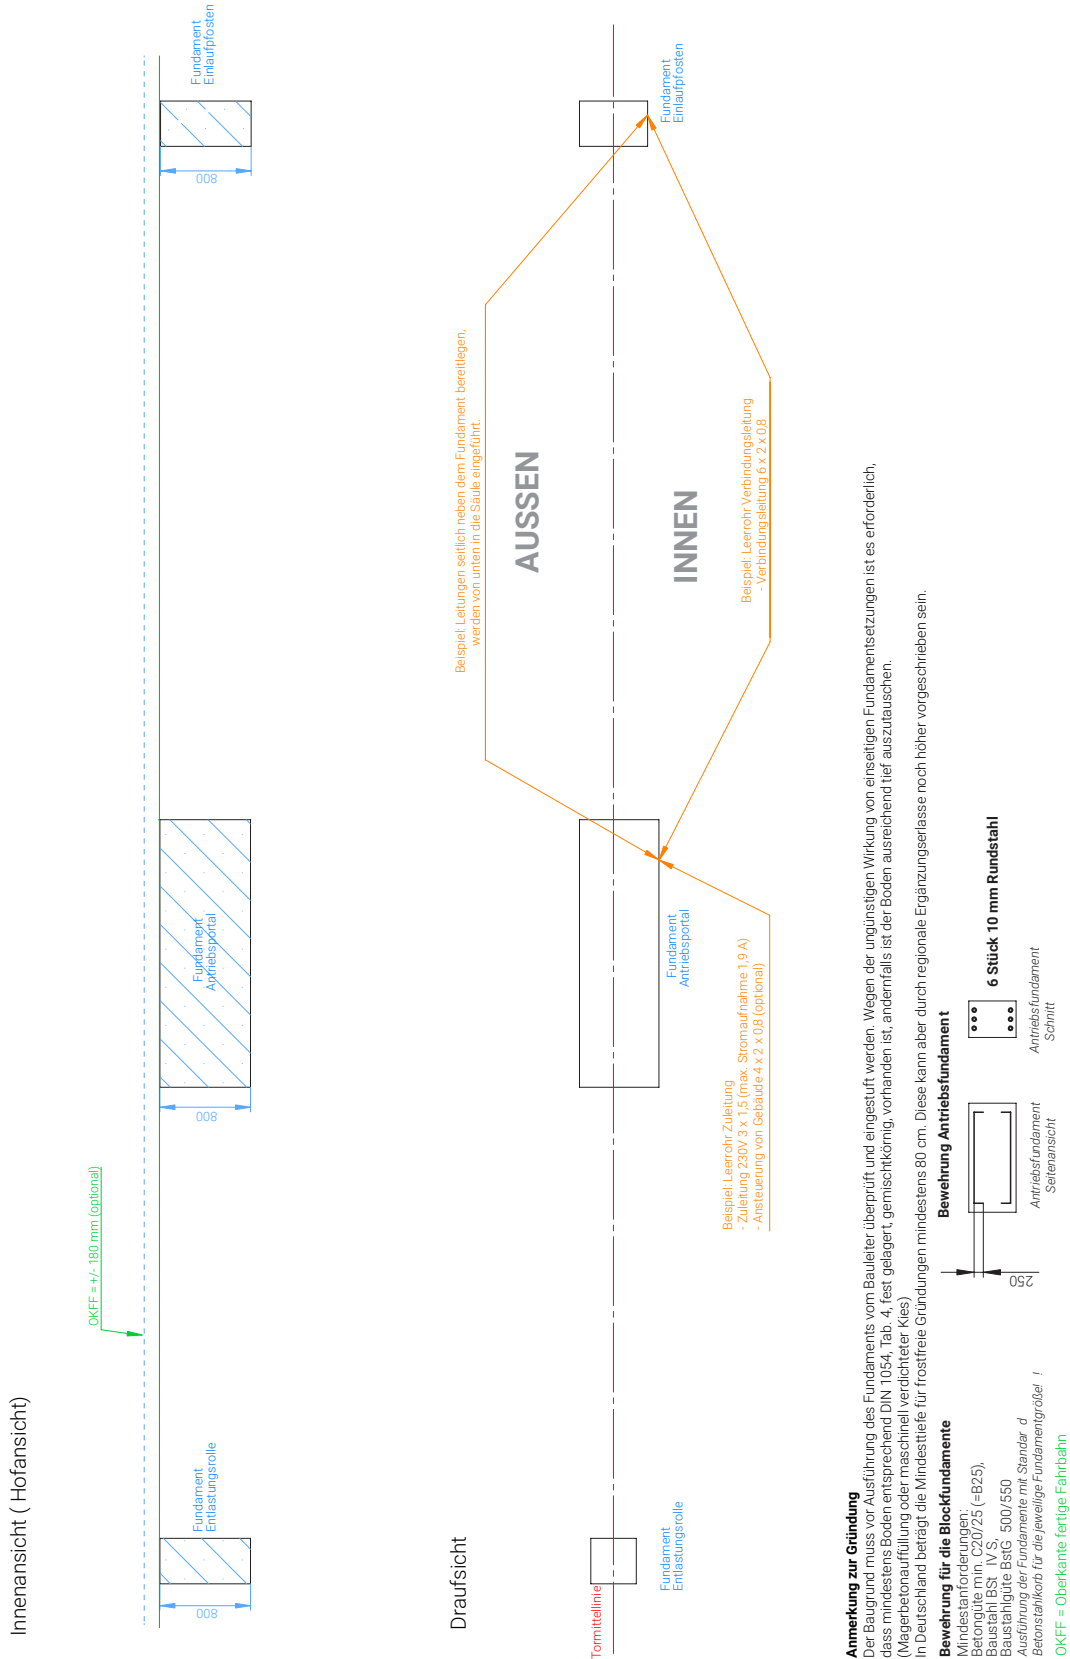 Innenansicht ( Hofansicht)
OKFF = +/- 180 mm (optional)
Fundament
Entlastungsrolle
800
Fundament
Antriebsportal
800
Fundament
Einlaufpfosten
800
Draufsicht
Tormittellinie
Fundament
Entlastungsrolle
Fundament
Antriebsportal
Fundament
Einlaufpfosten
Beispiel: Leitungen seitlich neben dem Fundament bereitlegen,
werden von unten in die Säule eingeführt.
AUSSEN
INNEN
Beispiel: Leerrohr Verbindungsleitung
- Verbindungsleitung 6 x 2 x 0,8
Beispiel: Leerrohr Zuleitung
- Zuleitung 230V 3 x 1,5 (max. Stromaufnahme 1,9 A)
- Ansteuerung von Gebäude 4 x 2 x 0,8 (optional)
Anmerkung zur Gründung
Der Baugrund muss vor Ausführung des Fundaments vom Bauleiter überprüft und eingestuft werden. Wegen der ungünstigen Wirkung von einseitigen Fundamentsetzungen ist es erforderlich,
dass mindestens Boden entsprechend DIN 1054, Tab. 4, fest gelagert, gemischtkörnig, vorhanden ist, andernfalls ist der Boden ausreichend tief auszutauschen.
(Magerbetonauffüllung oder maschinell verdichteter Kies)
In Deutschland beträgt die Mindesttiefe für frostfreie Gründungen mindestens 80 cm. Diese kann aber durch regionale Ergänzungserlasse noch höher vorgeschrieben sein.
Bewehrung für die Blockfundamente
Mindestanforderungen:
Betongüte min. C20/25 (=B25),
Baustahl BSt IV S,
Baustahlgüte BstG 500/550
Ausführung der Fundamente mit Standar d
Betonstahlkorb für die jeweilige Fundamentgröße! !
OKFF = Oberkante fertige Fahrbahn
Bewehrung Antriebsfundament
250
Antriebsfundament
Seitenansicht
6 Stück 10 mm Rundstahl
Antriebsfundament
Schnitt